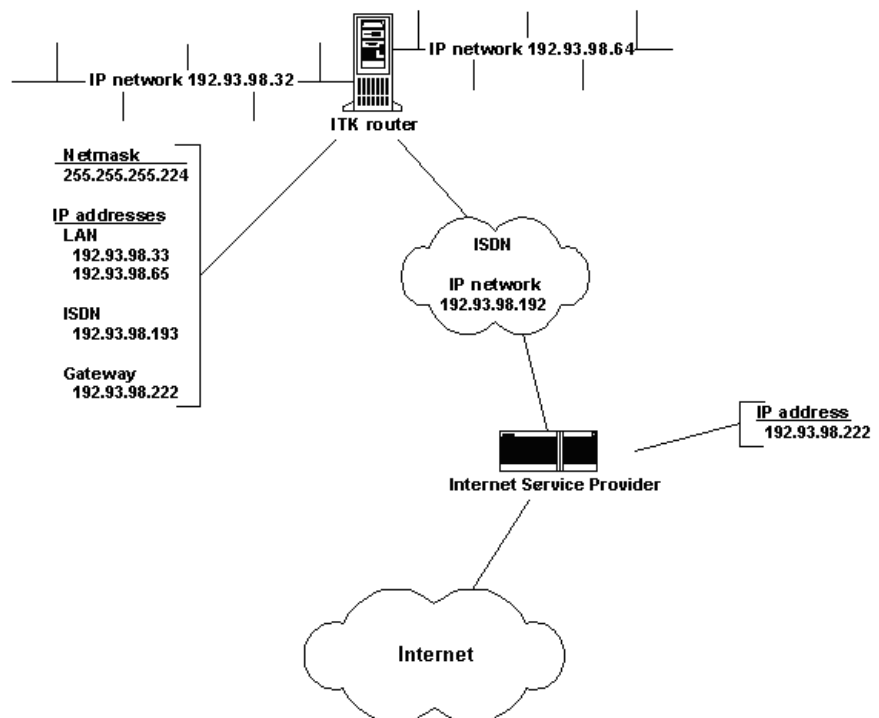 IP network 192.93.98.64
IP network 192.93.98.32
ITK router
Netmask
255.255.255.224
IP addresses
LAN
192.93.98.33
192.93.98.65
ISDN
192.93.98.193
Gateway
192.93.98.222
ISDN
IP network
192.93.98.192
IP address
192.93.98.222
Internet Service Provider
Internet